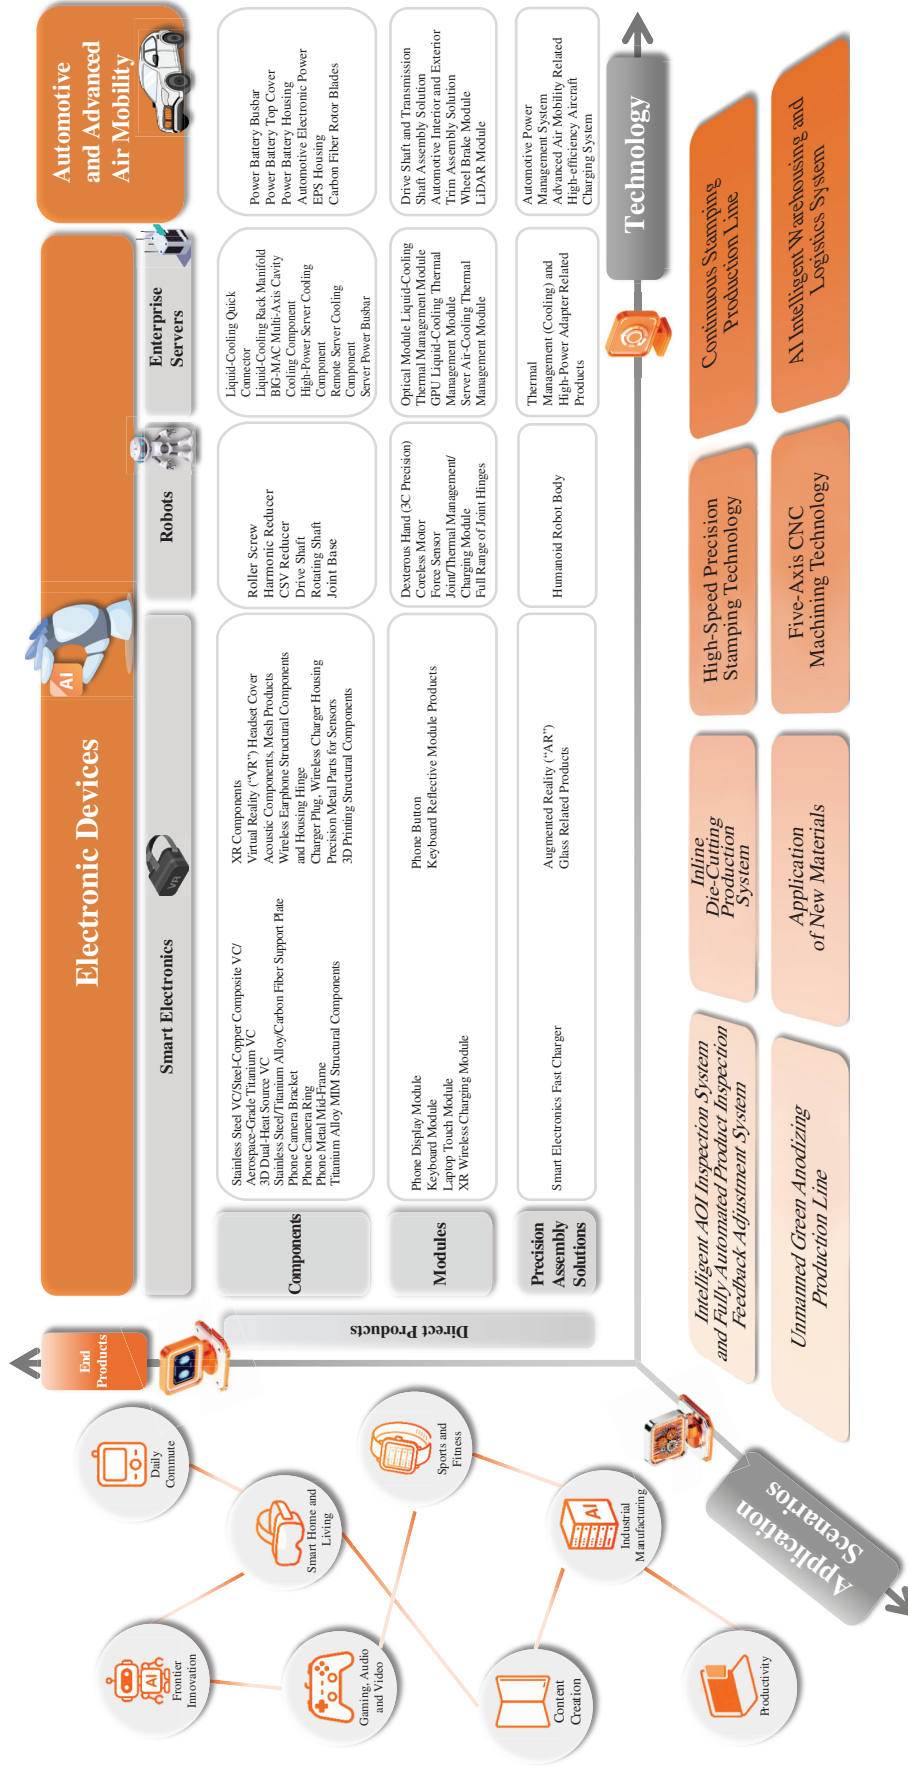 Electronic Devices
AI
Automotive
and Advanced
Air Mobility
End
Products
Smart Electronics
VR
Robots
Enterprise
Servers
Direct Products
Components
Stainless Steel VC/Steel-Copper Composite VC/
Aerospace-Grade Titanium VC
3D Dual-Heat Source VC
Stainless Steel/Titanium Alloy/Carbon Fiber Support Plate
Phone Camera Bracket
Phone Camera Ring
Phone Metal Mid-Frame
Titanium Alloy MIM Structural Components
XR Components
Virtual Reality (“VR”) Headset Cover
Acoustic Components, Mesh Products
Wireless Earphone Structural Components
and Housing Hinge
Charger Plug, Wireless Charger Housing
Precision Metal Parts for Sensors
3D Printing Structural Components
Roller Screw
Harmonic Reducer
CSV Reducer
Drive Shaft
Rotating Shaft
Joint Base
Liquid-Cooling Quick
Connector
Liquid-Cooling Rack Manifold
BIG-MAC Multi-Axis Cavity
Cooling Component
High-Power Server Cooling
Component
Remote Server Cooling
Component
Server Power Busbar
Power Battery Busbar
Power Battery Top Cover
Power Battery Housing
Automotive Electronic Power
EPS Housing
Carbon Fiber Rotor Blades
Modules
Phone Display Module
Keyboard Module
Laptop Touch Module
XR Wireless Charging Module
Phone Button
Keyboard Reflective Module Products
Dexterous Hand (3C Precision)
Coreless Motor
Force Sensor
Joint/Thermal Management/
Charging Module
Full Range of Joint Hinges
Optical Module Liquid-Cooling
Thermal Management Module
GPU Liquid-Cooling Thermal
Management Module
Server Air-Cooling Thermal
Management Module
Drive Shaft and Transmission
Shaft Assembly Solution
Automotive Interior and Exterior
Trim Assembly Solution
Wheel Brake Module
LiDAR Module
Precision
Assembly
Solutions
Smart Electronics Fast Charger
Augmented Reality (“AR”)
Glass Related Products
Humanoid Robot Body
Thermal
Management (Cooling) and
High-Power Adapter Related
Products
Automotive Power
Management System
Advanced Air Mobility Related
High-efficiency Aircraft
Charging System
Technology
Intelligent AOI Inspection System
and Fully Automated Product Inspection
Feedback Adjustment System
Inline
Die-Cutting
Production
System
High-Speed Precision
Stamping Technology
Continuous Stamping
Production Line
Unmanned Green Anodizing
Production Line
Application
of New Materials
Five-Axis CNC
Machining Technology
AI Intelligent Warehousing and
Logistics System
Application
Scenarios
Daily
Commute
Smart Home and
Living
Sports and
Fitness
AI
Industrial
Manufacturing
AI
Frontier
Innovation
Gaming, Audio
and Video
Content
Creation
Productivity